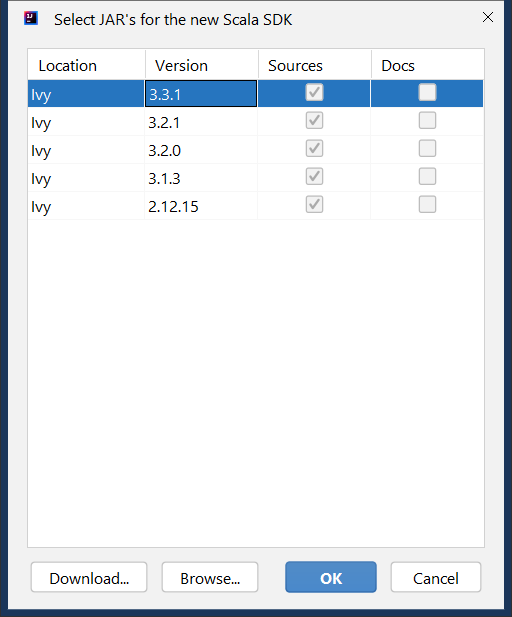 Select JAR's for the new Scala SDK
Location Version Sources Docs
Ivy 3.3.1
Ivy 3.2.1
Ivy 3.2.0
Ivy 3.1.3
Ivy 2.12.15
Download... Browse... OK Cancel